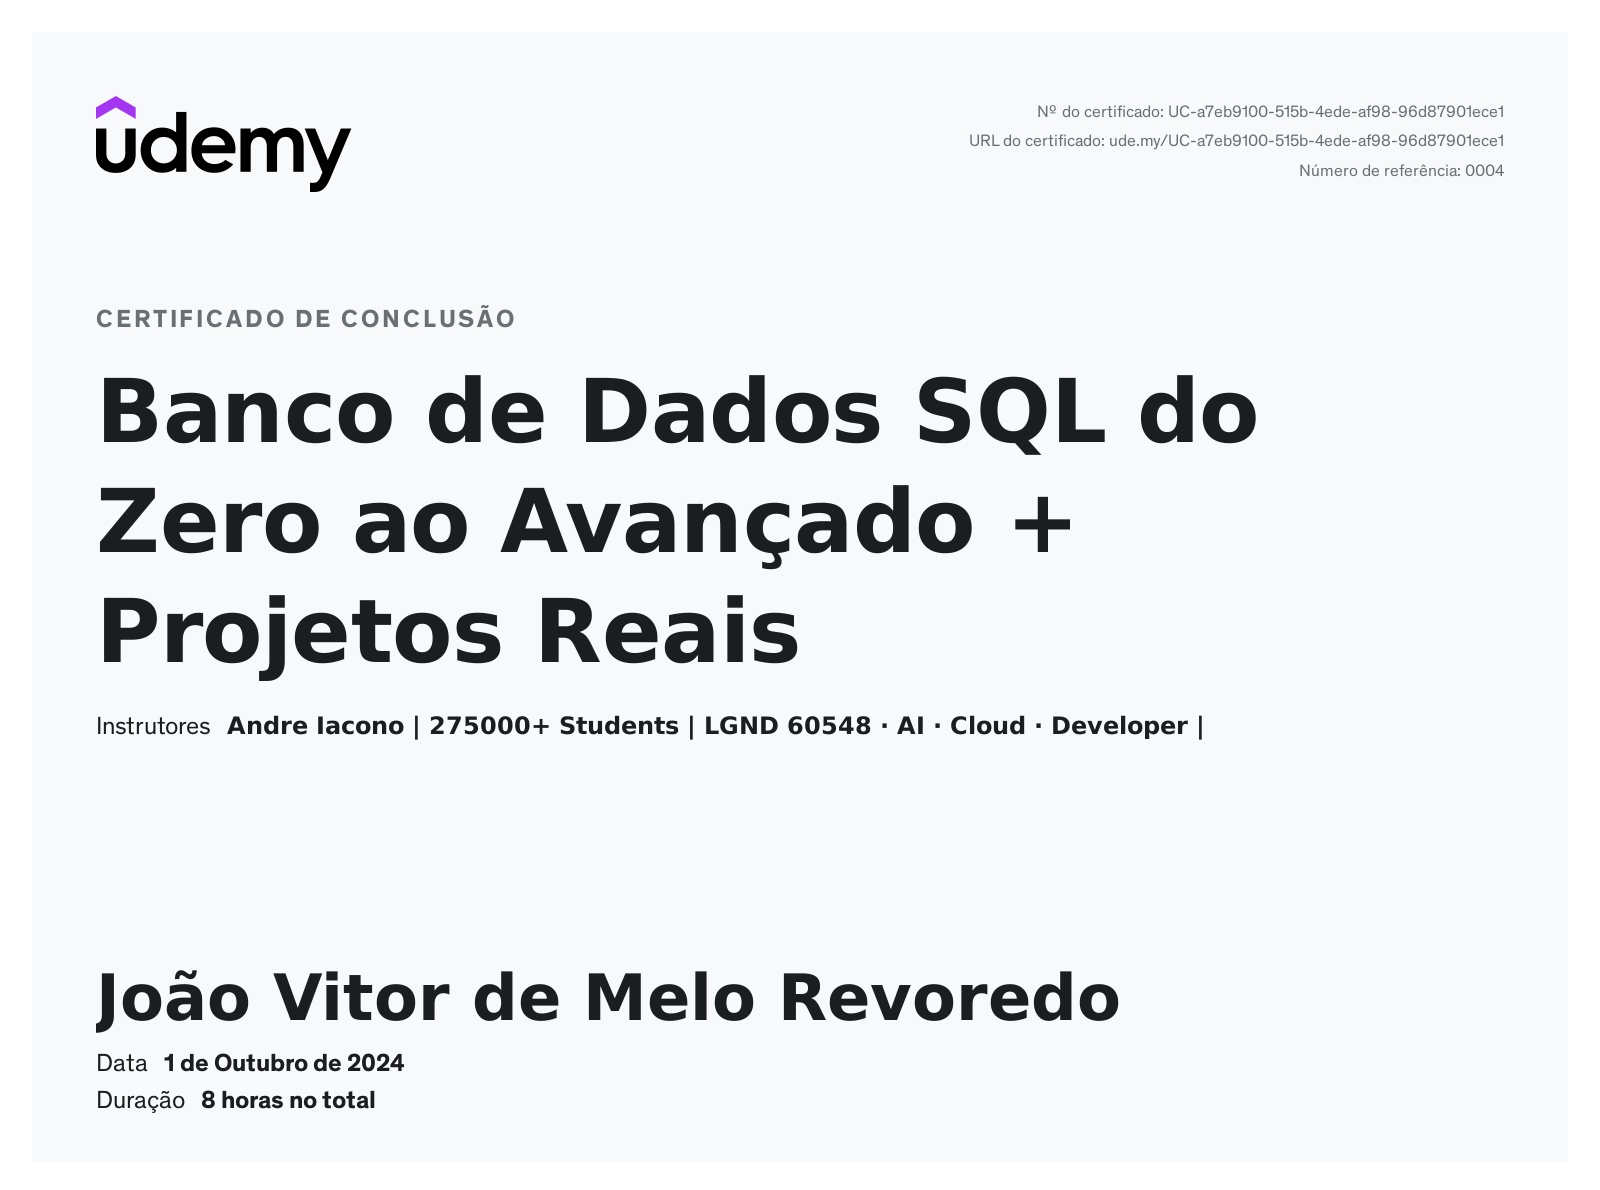 udemy
Nº do certificado: UC-a7eb9100-515b-4ede-af98-96d87901ece1
URL do certificado: ude.my/UC-a7eb9100-515b-4ede-af98-96d87901ece1
Número de referência: 0004
CERTIFICADO DE CONCLUSÃO
Banco de Dados SQL do
Zero ao Avançado +
Projetos Reais
Instrutores Andre Iacono | 275000+ Students | LGND 60548 · AI · Cloud · Developer |
João Vitor de Melo Revoredo
Data 1 de Outubro de 2024
Duração 8 horas no total